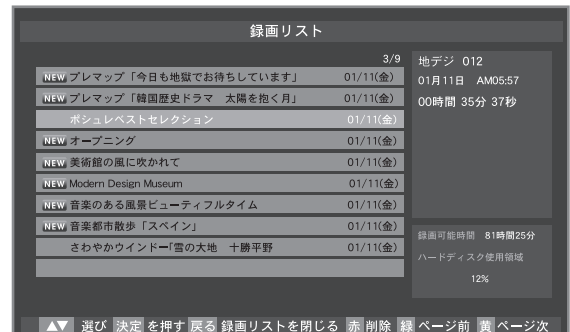 録画リスト
3/9
NEW プレマップ「今日も地獄でお待ちしています」 01/11(金)
NEW プレマップ「韓国歴史ドラマ 太陽を抱く月」 01/11(金)
ポシュレベストセレクション 01/11(金)
NEW オープニング 01/11(金)
NEW 美術館の風に吹かれて 01/11(金)
NEW Modern Design Museum 01/11(金)
NEW 音楽のある風景ビューティフルタイム 01/11(金)
NEW 音楽都市散歩「スペイン」 01/11(金)
さわやかウインドー「雪の大地 十勝平野 01/11(金)
地デジ 012
01月11日 AM05:57
00時間 35分 37秒
録画可能時間 81時間25分
ハードディスク使用領域
12%
▲▼ 選び 決定 を押す 戻る 録画リストを閉じる 赤 削除 緑 ページ前 黄 ページ次